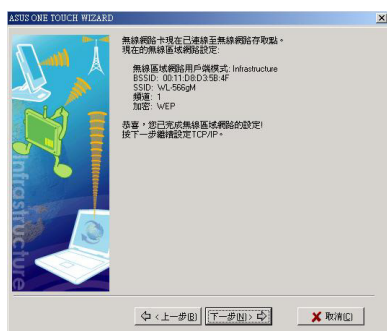 ASUS ONE TOUCH WIZARD
無線網路卡現在已連線至無線網路存取點。
現在的無線區域網路設定:
無線區域網路用戶端模式: Infrastructure
BSSID: 00:11:D8:D3:5B:4F
SSID: WL-566gM
頻道: 1
加密: WEP
恭喜，您已完成無線區域網路的設定!
按下一步繼續設定TCP/IP。
Infrastructure
<上一步(B)
下一步(N)>
取消(C)